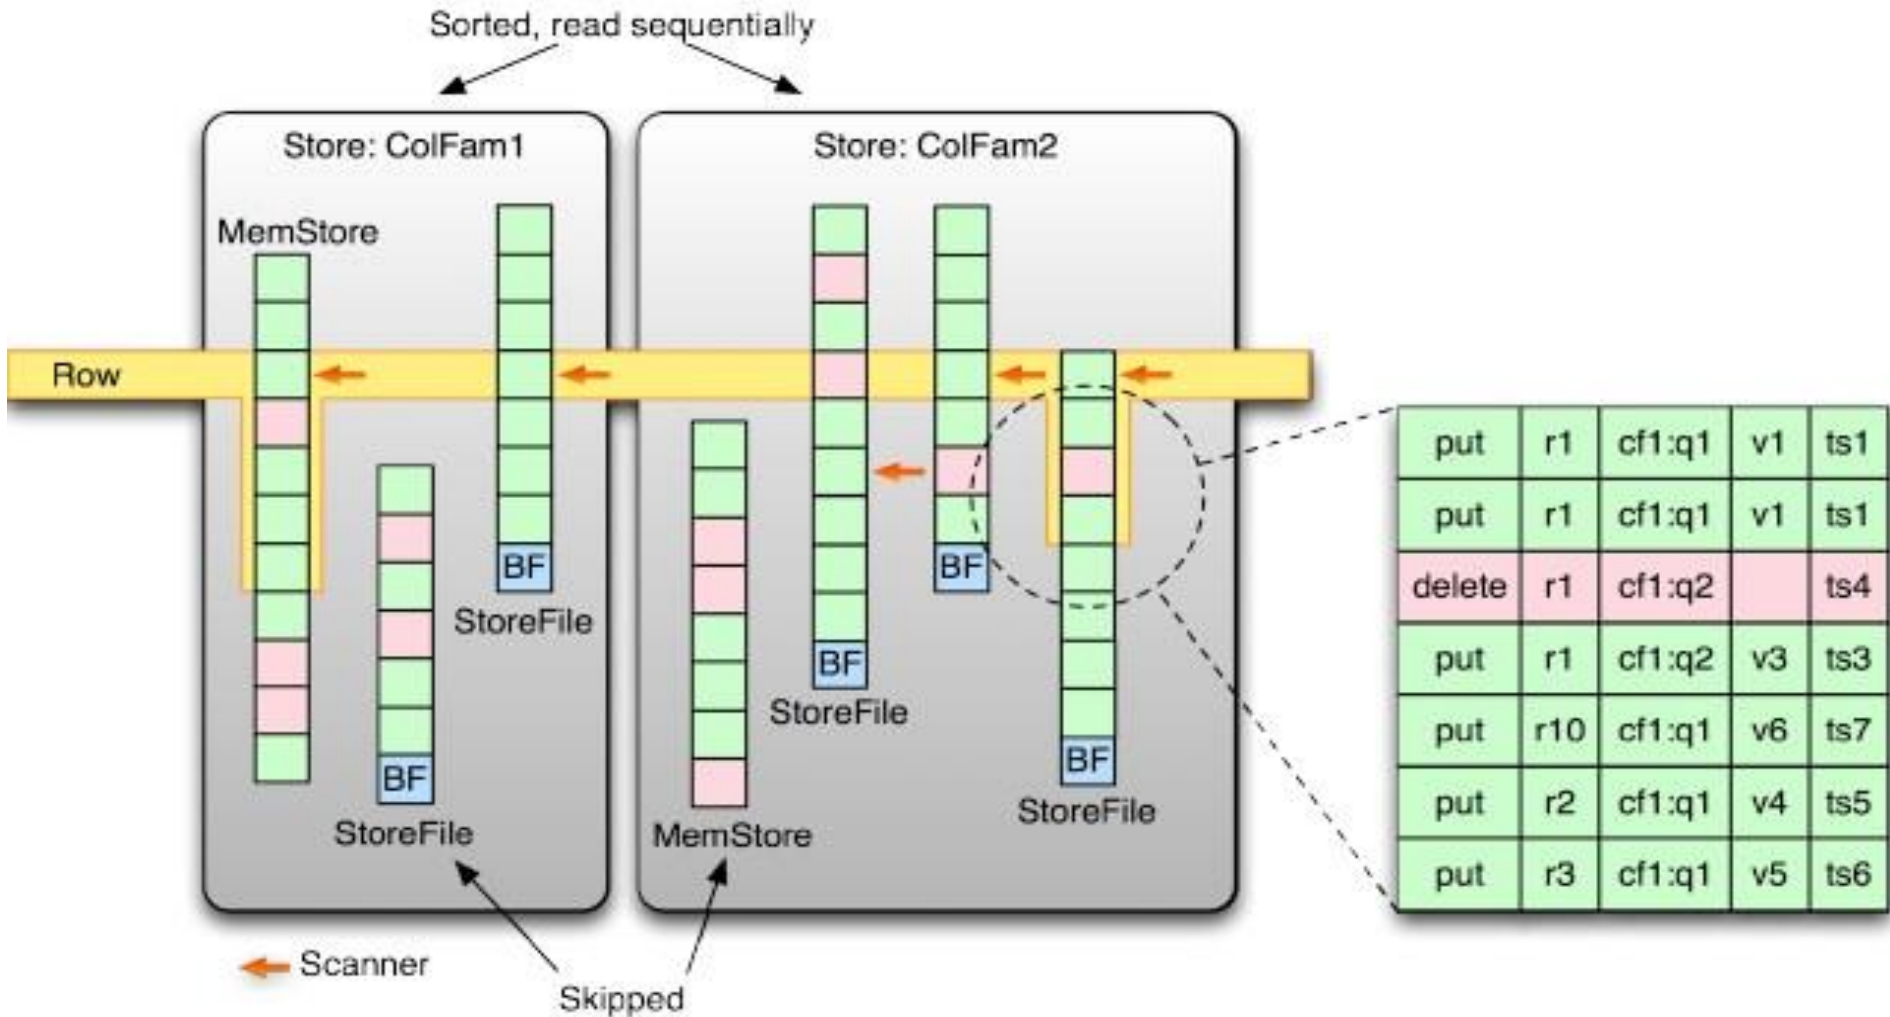 Sorted, read sequentially
Store: ColFam1
Store: ColFam2
MemStore
Row
BF
StoreFile
BF
StoreFile
MemStore
BF
StoreFile
BF
BF
StoreFile
put r1 cf1:q1 v1 ts1
put r1 cf1:q1 v1 ts1
delete r1 cf1:q2 ts4
put r1 cf1:q2 v3 ts3
put r10 cf1:q1 v6 ts7
put r2 cf1:q1 v4 ts5
put r3 cf1:q1 v5 ts6
Scanner
Skipped